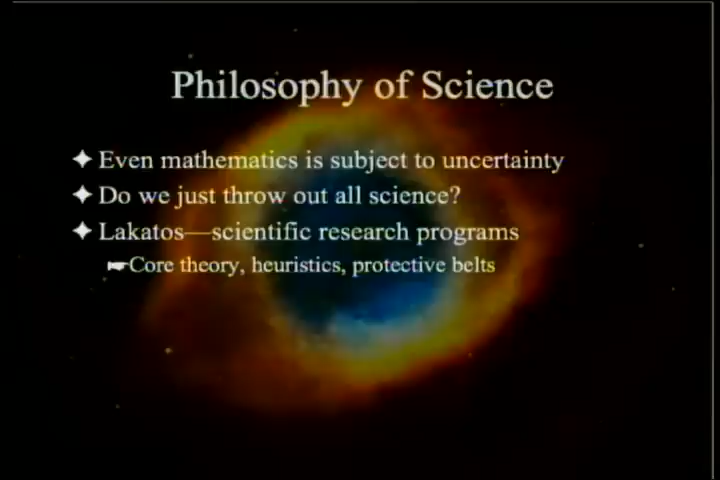 Philosophy of Science
Even mathematics is subject to uncertainty
Do we just throw out all science?
Lakatos—scientific research programs
Core theory, heuristics, protective belts